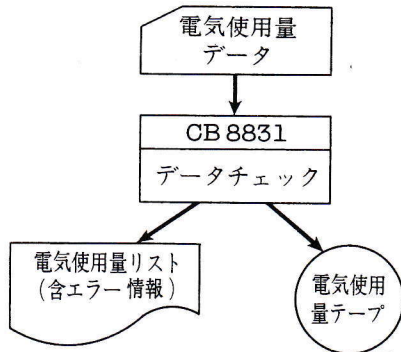 電気使用量
データ
CB 8831
データチェック
電気使用量リスト
(含エラー情報)
電気使用
量テープ